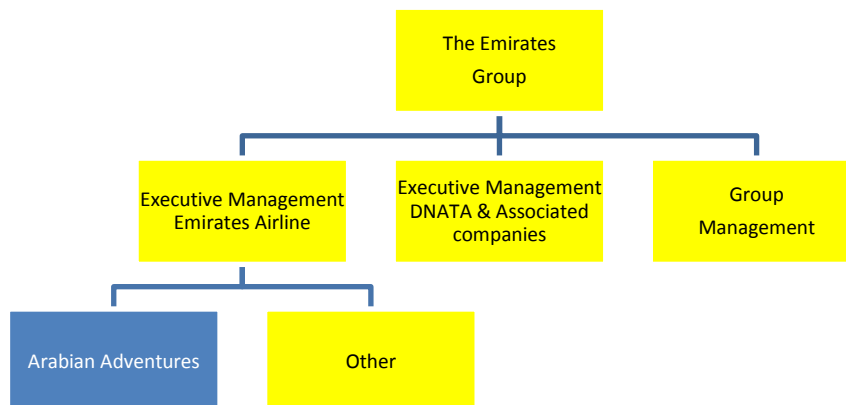 The Emirates
Group
Executive Management
Emirates Airline
Executive Management
DNATA & Associated
companies
Group
Management
Arabian Adventures
Other